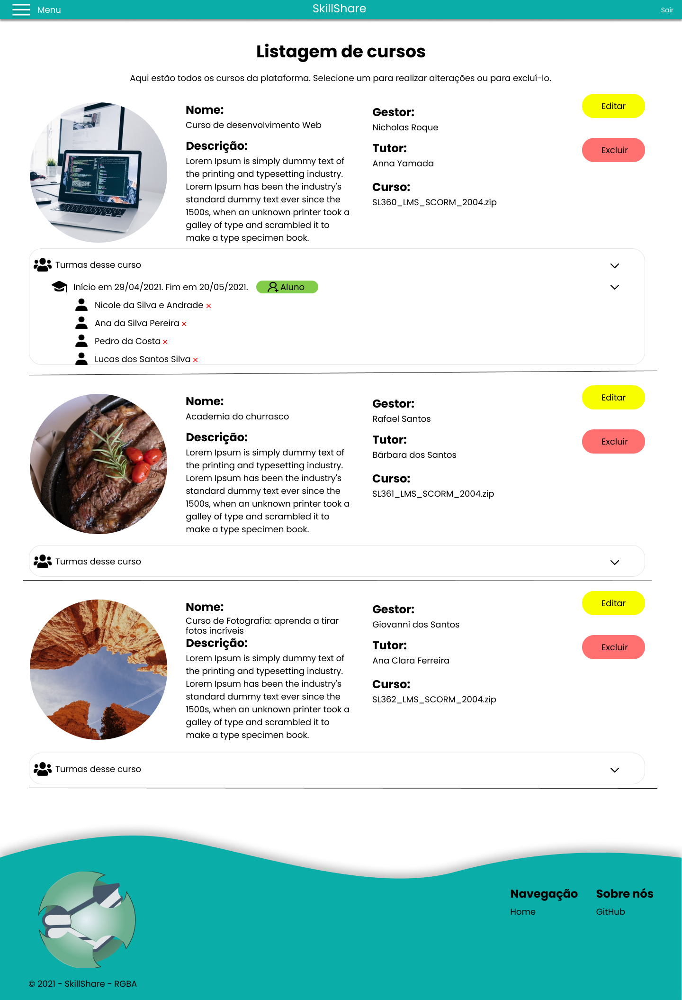 Menu
SkillShare
Sair
Listagem de cursos
Aqui estão todos os cursos da plataforma. Selecione um para realizar alterações ou para excluí-lo.
Nome:
Curso de desenvolvimento Web
Descrição:
Lorem Ipsum is simply dummy text of
the printing and typesetting industry.
Lorem Ipsum has been the industry's
standard dummy text ever since the
1500s, when an unknown printer took a
galley of type and scrambled it to
make a type specimen book.
Gestor:
Nicholas Roque
Tutor:
Anna Yamada
Curso:
SL360_LMS_SCORM_2004.zip
Editar
Excluir
Turmas desse curso
Início em 29/04/2021. Fim em 20/05/2021.
Aluno
Nicole da Silva e Andrade
Ana da Silva Pereira
Pedro da Costa
Lucas dos Santos Silva
Nome:
Academia do churrasco
Descrição:
Lorem Ipsum is simply dummy text of
the printing and typesetting industry.
Lorem Ipsum has been the industry's
standard dummy text ever since the
1500s, when an unknown printer took a
galley of type and scrambled it to
make a type specimen book.
Gestor:
Rafael Santos
Tutor:
Bárbara dos Santos
Curso:
SL361_LMS_SCORM_2004.zip
Editar
Excluir
Turmas desse curso
Nome:
Curso de Fotografia: aprenda a tirar
fotos incríveis
Descrição:
Lorem Ipsum is simply dummy text of
the printing and typesetting industry.
Lorem Ipsum has been the industry's
standard dummy text ever since the
1500s, when an unknown printer took a
galley of type and scrambled it to
make a type specimen book.
Gestor:
Giovanni dos Santos
Tutor:
Ana Clara Ferreira
Curso:
SL362_LMS_SCORM_2004.zip
Editar
Excluir
Turmas desse curso
Navegação
Home
Sobre nós
GitHub
© 2021 - SkillShare - RGBA